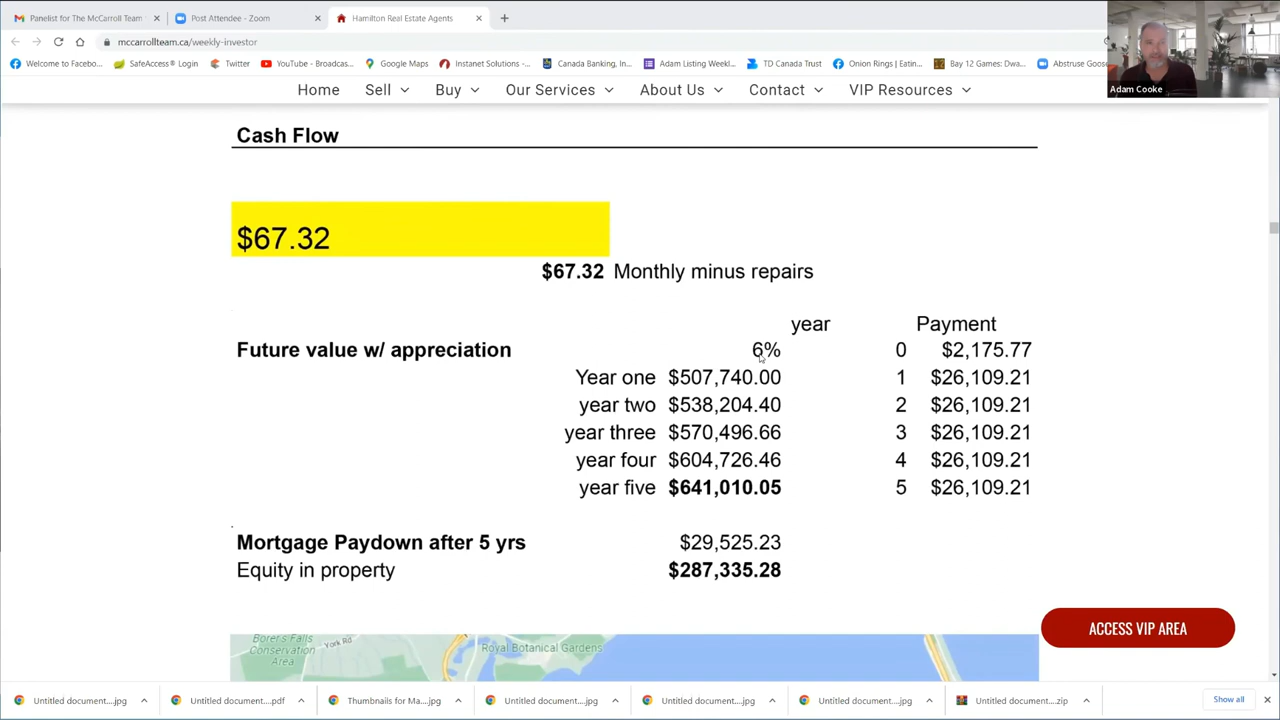 Panelist for The McCarroll Team
Post Attendee - Zoom
Hamilton Real Estate Agents
mccarrollteam.ca/weekly-investor
Welcome to Facebo...
SafeAccess® Login
Twitter
YouTube - Broadcas...
Google Maps
Instanet Solutions -...
Canada Banking, In...
Adam Listing Weekl...
TD Canada Trust
Onion Rings | Eatin...
Bay 12 Games: Dwa...
Abstruse Goose
Adam Cooke
Home Sell Buy Our Services About Us Contact VIP Resources
Cash Flow
$67.32
$67.32 Monthly minus repairs
year Payment
Future value w/ appreciation 6% 0 $2,175.77
Year one $507,740.00 1 $26,109.21
year two $538,204.40 2 $26,109.21
year three $570,496.66 3 $26,109.21
year four $604,726.46 4 $26,109.21
year five $641,010.05 5 $26,109.21
Mortgage Paydown after 5 yrs $29,525.23
Equity in property $287,335.28
ACCESS VIP AREA
Borer's Falls
Conservation
Area
York Rd
Royal Botanical Gardens
Untitled document....jpg
Untitled document....pdf
Thumbnails for Ma....jpg
Untitled document....jpg
Untitled document....jpg
Untitled document....jpg
Untitled document....zip
Show all